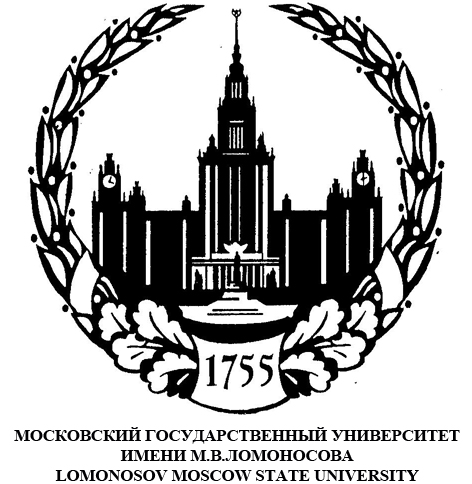 1755
МОСКОВСКИЙ ГОСУДАРСТВЕННЫЙ УНИВЕРСИТЕТ
ИМЕНИ М.В.ЛОМОНОСОВА
LOMONOSOV MOSCOW STATE UNIVERSITY